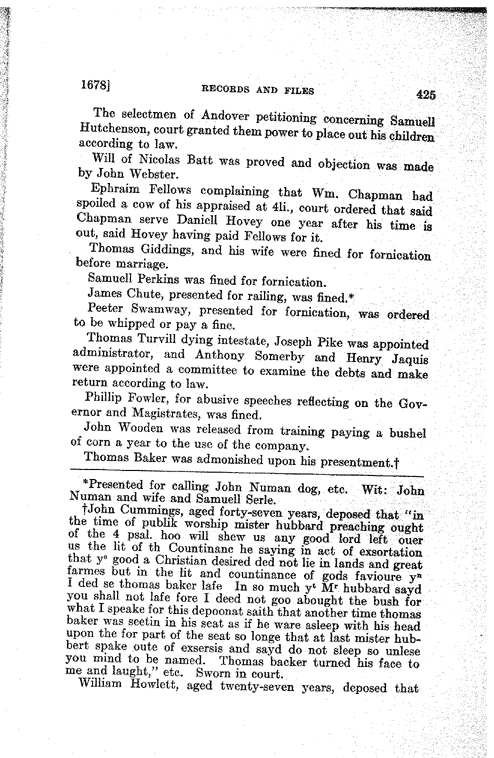 1678] RECORDS AND FILES 425
The selectmen of Andover petitioning concerning Samuell
Hutchenson, court granted them power to place out his children
according to law.
Will of Nicolas Batt was proved and objection was made
by John Webster.
Ephraim Fellows complaining that Wm. Chapman had
spoiled a cow of his appraised at 4li., court ordered that said
Chapman serve Daniell Hovey one year after his time is
out, said Hovey having paid Fellows for it.
Thomas Giddings, and his wife were fined for fornication
before marriage.
Samuell Perkins was fined for fornication.
James Chute, presented for railing, was fined.*
Peeter Swamway, presented for fornication, was ordered
to be whipped or pay a fine.
Thomas Turvill dying intestate, Joseph Pike was appointed
administrator, and Anthony Somerby and Henry Jaquis
were appointed a committee to examine the debts and make
return according to law.
Phillip Fowler, for abusive speeches reflecting on the Gov-
ernor and Magistrates, was fined.
John Wooden was released from training paying a bushel
of corn a year to the use of the company.
Thomas Baker was admonished upon his presentment.†
*Presented for calling John Numan dog, etc. Wit: John
Numan and wife and Samuell Serle.
†John Cummings, aged forty-seven years, deposed that "in
the time of publik worship mister hubbard preaching ought
of the 4 psal. hoo will shew us any good lord left ouer
us the lit of th Countinanc he saying in act of exsortation
that yᵉ good a Christian desired ded not lie in lands and great
farmes but in the lit and countinance of gods favioure yⁿ
I ded se thomas baker lafe In so much yᵗ Mʳ hubbard sayd
you shall not lafe fore I deed not goo abought the bush for
what I speake for this depoonat saith that another time thomas
baker was seetin in his seat as if he ware asleep with his head
upon the for part of the seat so longe that at last mister hub-
bert spake oute of exsersis and sayd do not sleep so unlese
you mind to be named. Thomas backer turned his face to
me and laught," etc. Sworn in court.
William Howlett, aged twenty-seven years, deposed that